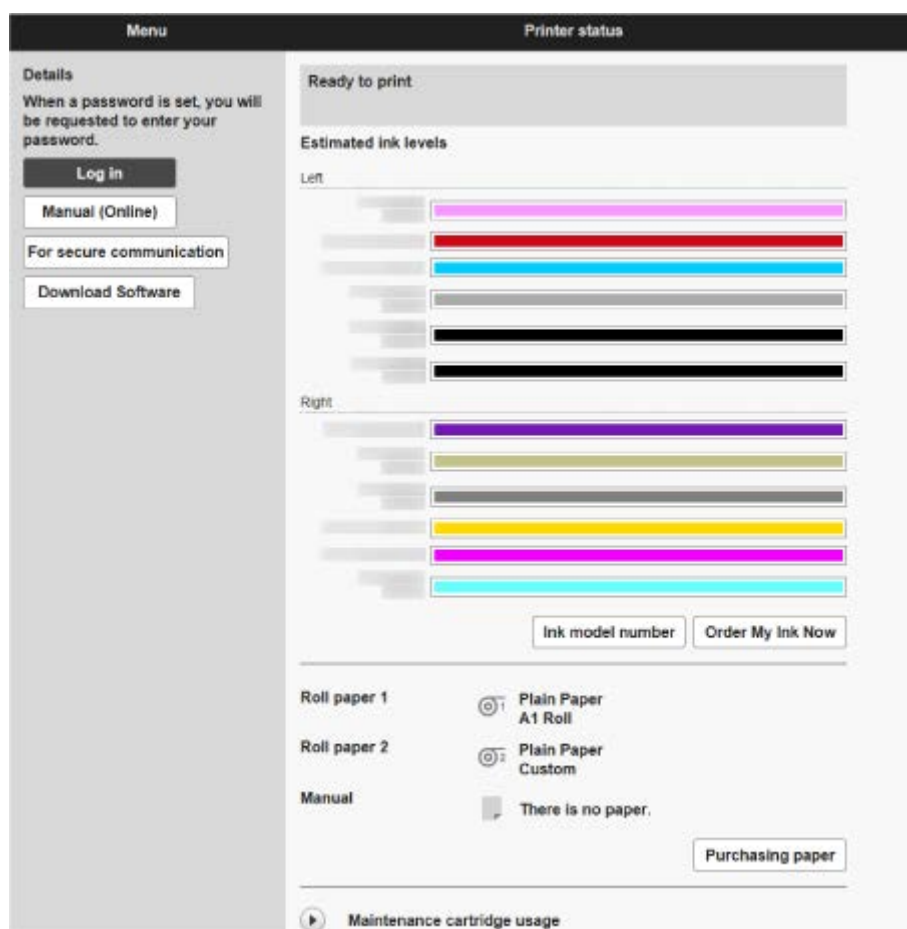 Menu
Printer status
Details
When a password is set, you will
be requested to enter your
password.
Log in
Manual (Online)
For secure communication
Download Software
Ready to print
Estimated ink levels
Left
Right
Ink model number
Order My Ink Now
Roll paper 1
1
Plain Paper
A1 Roll
Roll paper 2
2
Plain Paper
Custom
Manual
There is no paper.
Purchasing paper
Maintenance cartridge usage